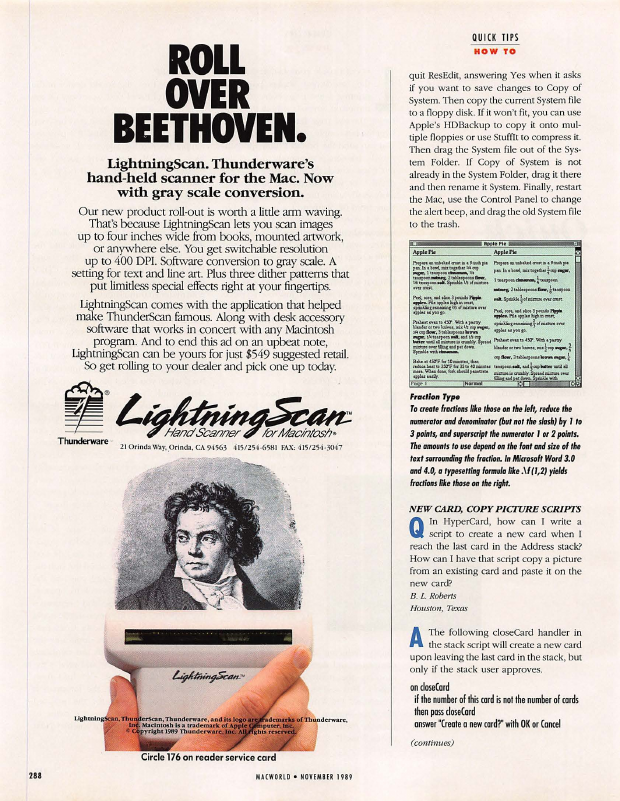 ROLL
OVER
BEETHOVEN.
LightningScan. Thunderware's
hand-held scanner for the Mac. Now
with gray scale conversion.
Our new product roll-out is worth a little arm waving.
That's because LightningScan lets you scan images
up to four inches wide from books, mounted artwork,
or anywhere else. You get switchable resolution
up to 400 DPI. Software conversion to gray scale. A
setting for text and line art. Plus three dither patterns that
put limitless special effects right at your fingertips.
LightningScan comes with the application that helped
make ThunderScan famous. Along with desk accessory
software that works in concert with any Macintosh
program. And to end this ad on an upbeat note,
LightningScan can be yours for just $549 suggested retail.
So get rolling to your dealer and pick one up today.
Thunderware
LightningScan™
Hand Scanner for Macintosh®
21 Orinda Way, Orinda, CA 94563 415/254-6581 FAX: 415/254-3047
LightningScan™
LightningScan, ThunderScan, Thunderware, and its logo are trademarks of Thunderware,
Inc. Macintosh is a trademark of Apple Computer, Inc.
© Copyright 1989 Thunderware, Inc. All rights reserved.
Circle 176 on reader service card
QUICK TIPS
HOW TO
quit ResEdit, answering Yes when it asks
if you want to save changes to Copy of
System. Then copy the current System file
to a floppy disk. If it won't fit, you can use
Apple's HDBackup to copy it onto mul-
tiple floppies or use StuffIt to compress it.
Then drag the System file out of the Sys-
tem Folder. If Copy of System is not
already in the System Folder, drag it there
and then rename it System. Finally, restart
the Mac, use the Control Panel to change
the alert beep, and drag the old System file
to the trash.
Apple Pie
Apple Pie
Apple Pie
Page 1 Normal
Fraction Type
To create fractions like those on the left, reduce the
numerator and denominator (but not the slash) by 1 to
3 points, and superscript the numerator 1 or 2 points.
The amounts to use depend on the font and size of the
text surrounding the fraction. In Microsoft Word 3.0
and 4.0, a typesetting formula like .\f(1,2) yields
fractions like those on the right.
NEW CARD, COPY PICTURE SCRIPTS
Q In HyperCard, how can I write a
script to create a new card when I
reach the last card in the Address stack?
How can I have that script copy a picture
from an existing card and paste it on the
new card?
B. L. Roberts
Houston, Texas
A The following closeCard handler in
the stack script will create a new card
upon leaving the last card in the stack, but
only if the stack user approves.
on closeCard
if the number of this card is not the number of cards
then pass closeCard
answer "Create a new card?" with OK or Cancel
(continues)
288
MACWORLD • NOVEMBER 1989